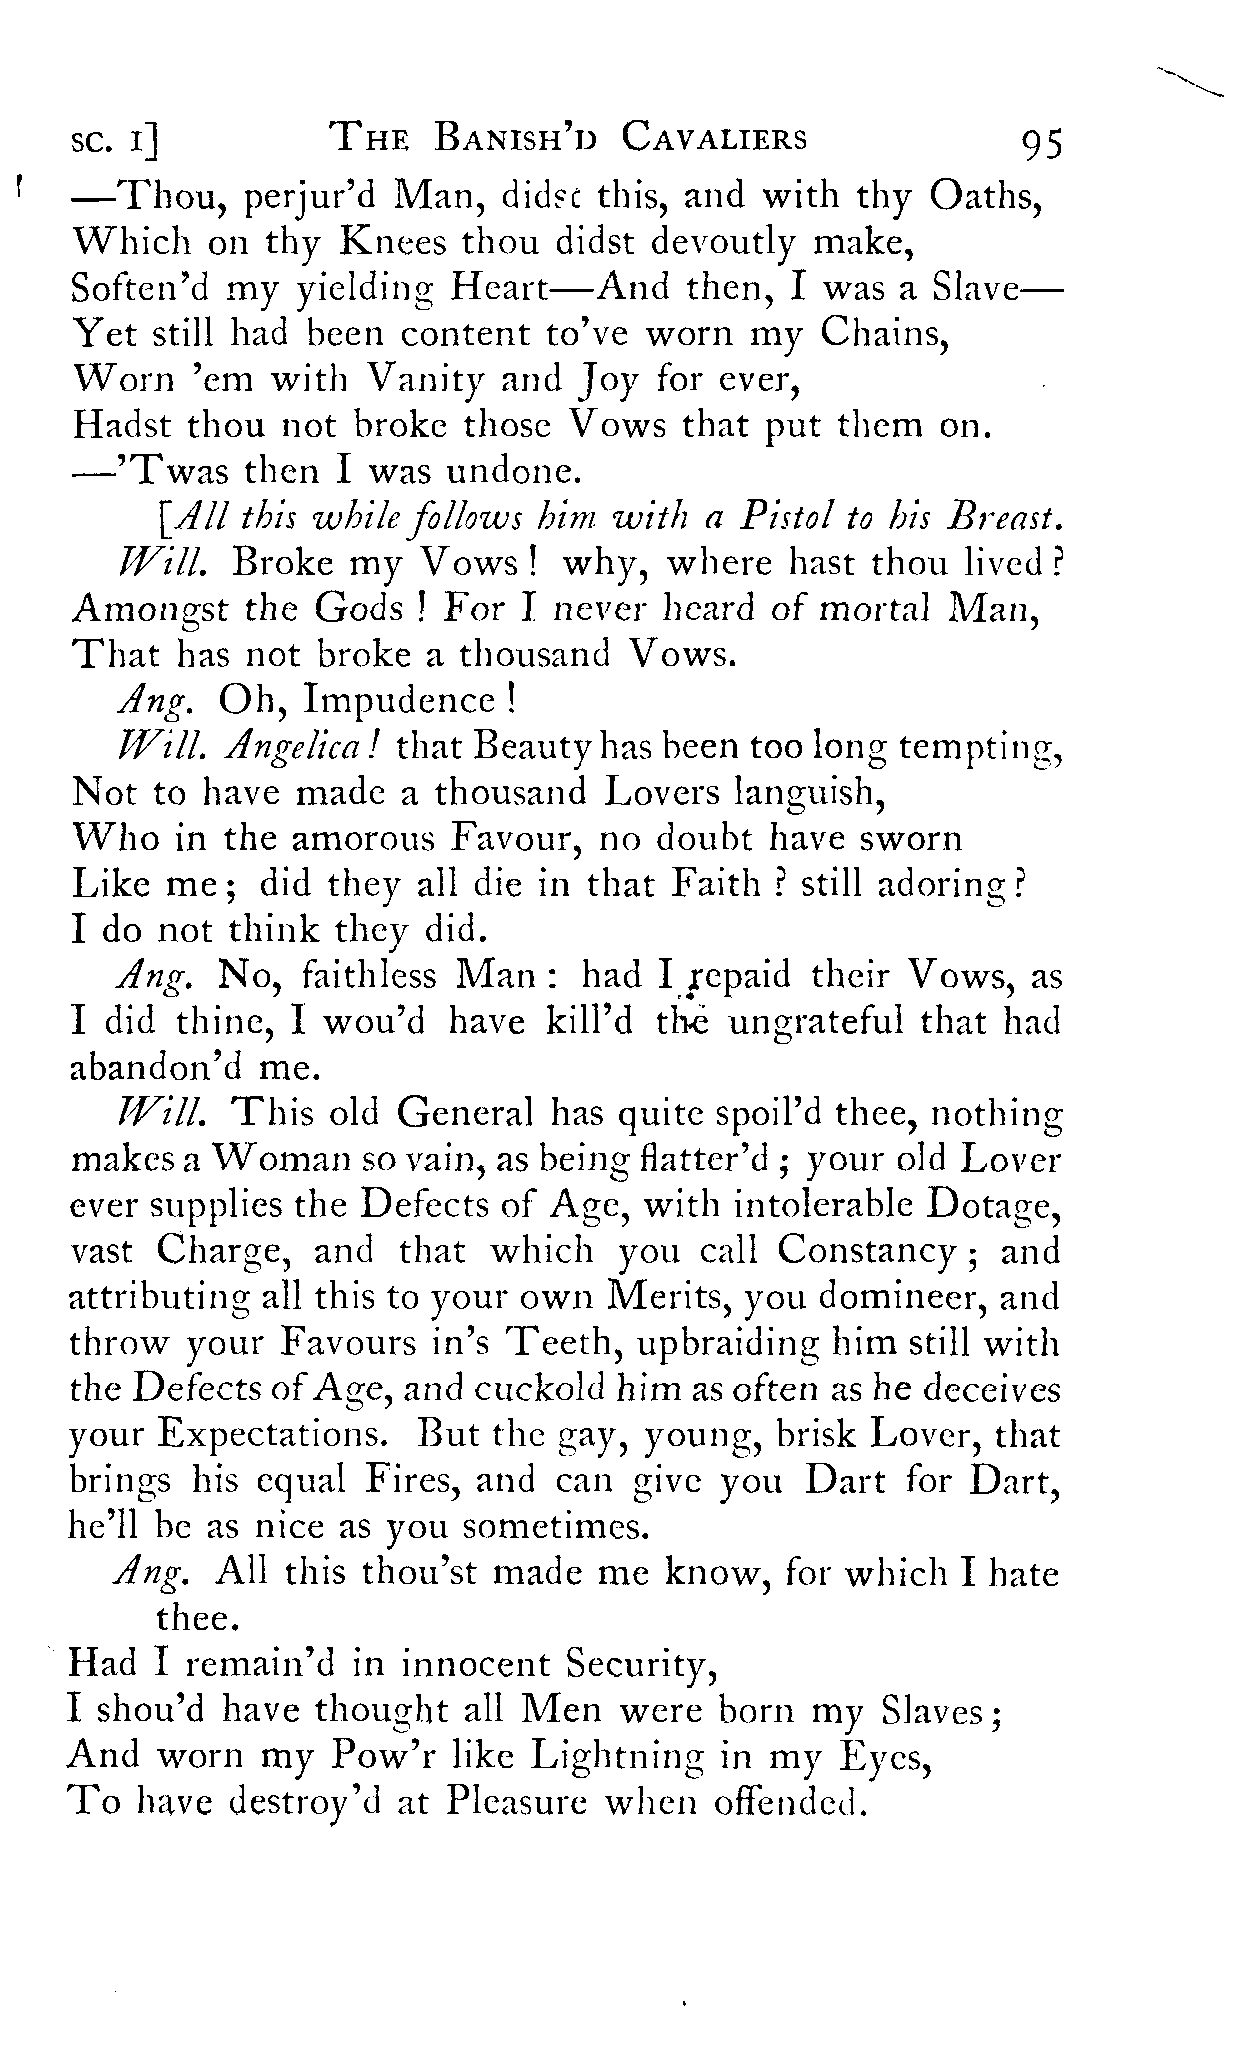 sc. 1] THE BANISH'D CAVALIERS 95
—Thou, perjur'd Man, didst this, and with thy Oaths,
Which on thy Knees thou didst devoutly make,
Soften'd my yielding Heart—And then, I was a Slave—
Yet still had been content to've worn my Chains,
Worn 'em with Vanity and Joy for ever,
Hadst thou not broke those Vows that put them on.
—'Twas then I was undone.
[All this while follows him with a Pistol to his Breast.
Will. Broke my Vows! why, where hast thou lived?
Amongst the Gods! For I never heard of mortal Man,
That has not broke a thousand Vows.
Ang. Oh, Impudence!
Will. Angelica! that Beauty has been too long tempting,
Not to have made a thousand Lovers languish,
Who in the amorous Favour, no doubt have sworn
Like me; did they all die in that Faith? still adoring?
I do not think they did.
Ang. No, faithless Man: had I repaid their Vows, as
I did thine, I wou'd have kill'd the ungrateful that had
abandon'd me.
Will. This old General has quite spoil'd thee, nothing
makes a Woman so vain, as being flatter'd; your old Lover
ever supplies the Defects of Age, with intolerable Dotage,
vast Charge, and that which you call Constancy; and
attributing all this to your own Merits, you domineer, and
throw your Favours in's Teeth, upbraiding him still with
the Defects of Age, and cuckold him as often as he deceives
your Expectations. But the gay, young, brisk Lover, that
brings his equal Fires, and can give you Dart for Dart,
he'll be as nice as you sometimes.
Ang. All this thou'st made me know, for which I hate
thee.
Had I remain'd in innocent Security,
I shou'd have thought all Men were born my Slaves;
And worn my Pow'r like Lightning in my Eyes,
To have destroy'd at Pleasure when offended.